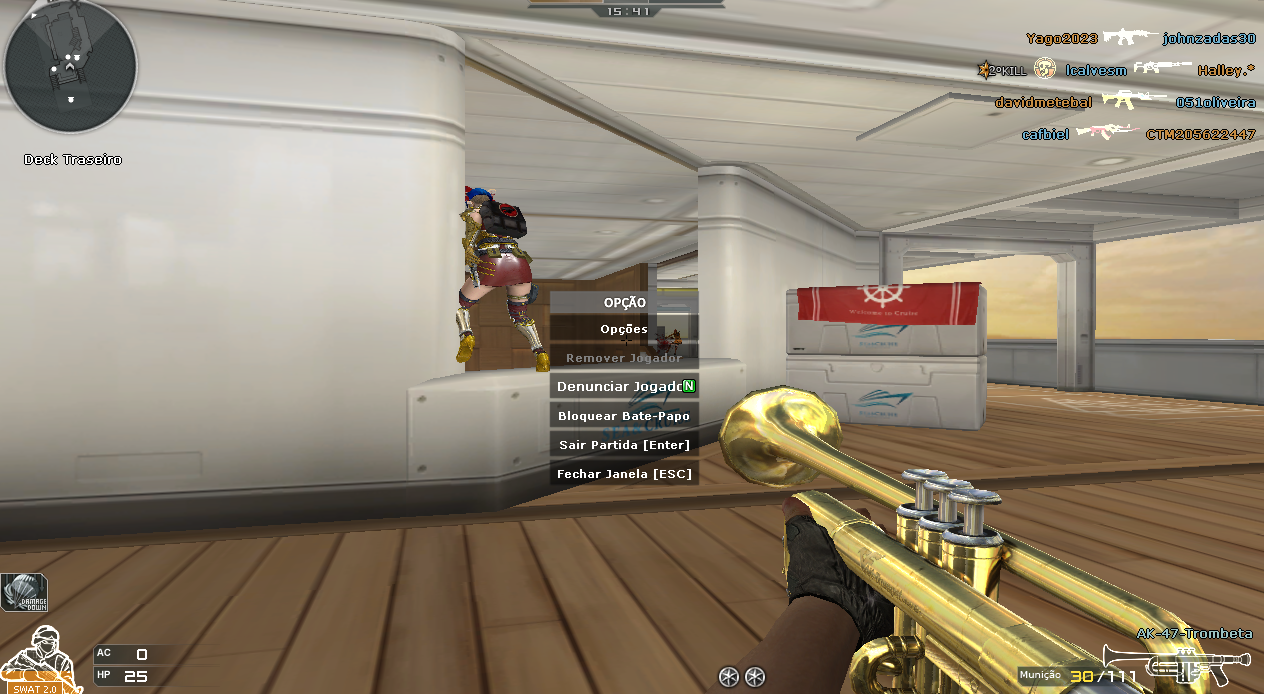 15:41
Yago2023 johnzadas30
2ºKILL lcalvesm Halley.*
davidmetebal 051oliveira
cafbiel CTM205622447
Deck Traseiro
Welcome to Cruise
OPÇÃO
Opções
Remover Jogador
Denunciar Jogado N
Bloquear Bate-Papo
Sair Partida [Enter]
Fechar Janela [ESC]
DAMAGE
DOWN
AC 0
HP 25
SWAT 2.0
AK-47-Trombeta
Munição 30/111